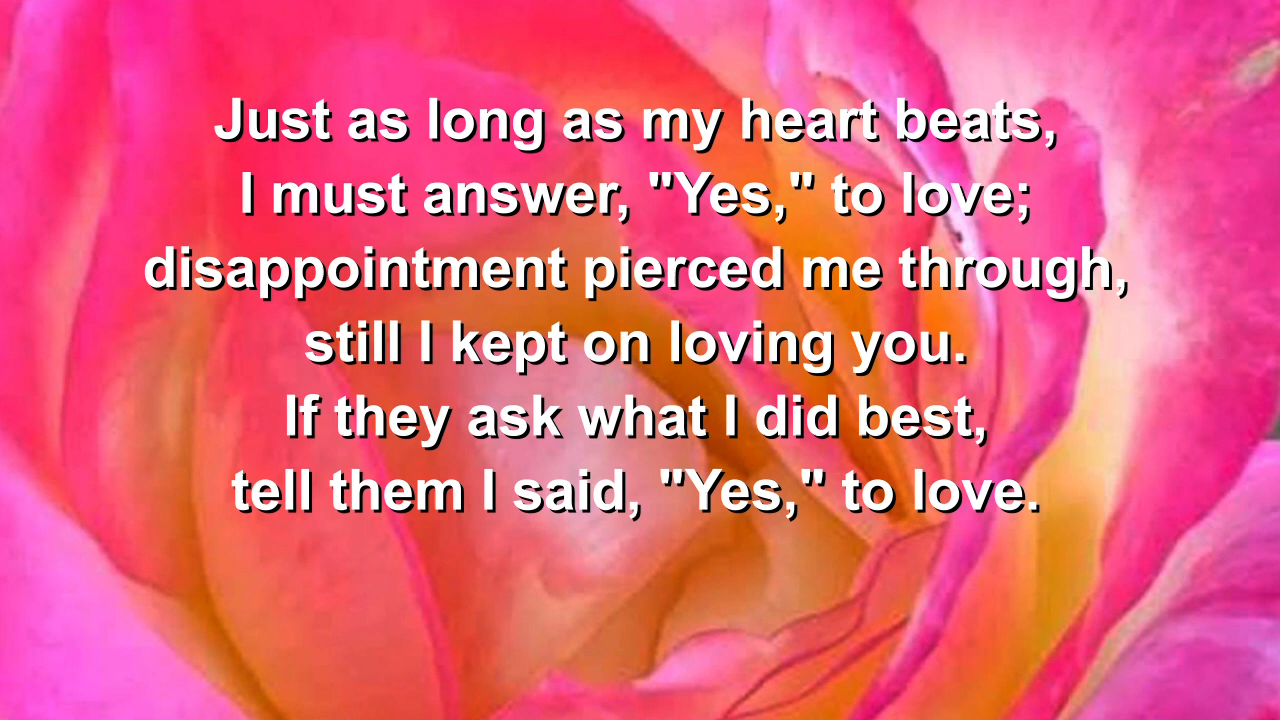 Just as long as my heart beats,
I must answer, "Yes," to love;
disappointment pierced me through,
still I kept on loving you.
If they ask what I did best,
tell them I said, "Yes," to love.